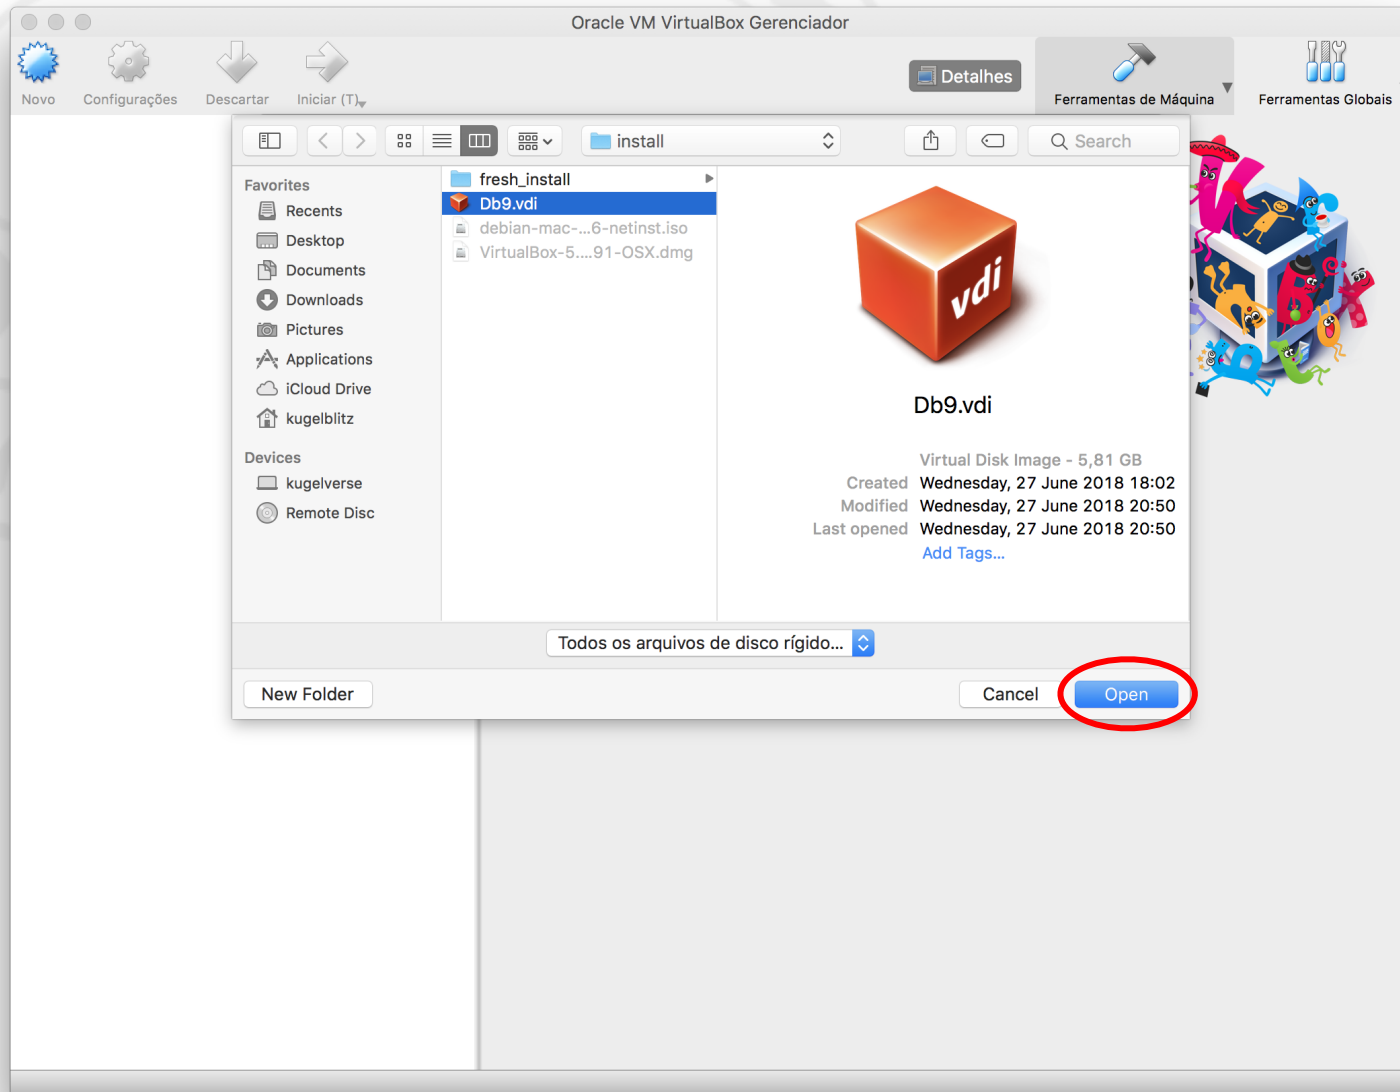 Oracle VM VirtualBox Gerenciador
Novo
Configurações
Descartar
Iniciar (T)
Detalhes
Ferramentas de Máquina
Ferramentas Globais
install
Search
Favorites
Recents
Desktop
Documents
Downloads
Pictures
Applications
iCloud Drive
kugelblitz
Devices
kugelverse
Remote Disc
fresh_install
Db9.vdi
debian-mac-...6-netinst.iso
VirtualBox-5....91-OSX.dmg
vdi
Db9.vdi
Virtual Disk Image - 5,81 GB
Created Wednesday, 27 June 2018 18:02
Modified Wednesday, 27 June 2018 20:50
Last opened Wednesday, 27 June 2018 20:50
Add Tags...
Todos os arquivos de disco rígido...
New Folder
Cancel
Open